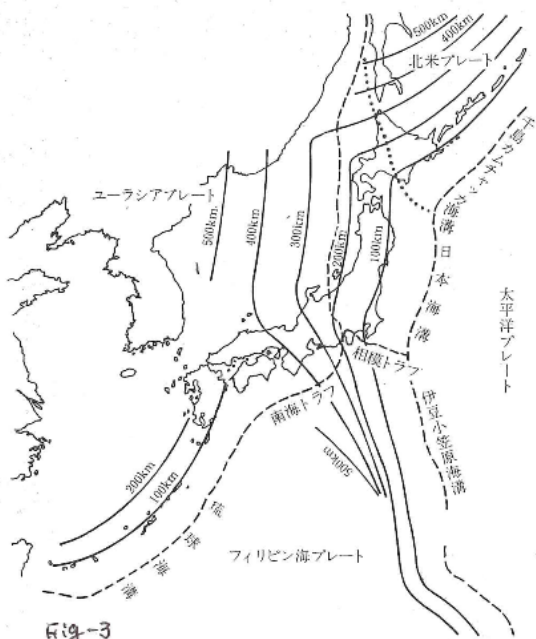 500km
400km
北米プレート
千島カムチャッカ海溝
ユーラシアプレート
500km
400km
300km
200km
100km
日本海溝
太平洋プレート
相模トラフ
南海トラフ
伊豆小笠原海溝
500km
200km
100km
琉球海溝
フィリピン海プレート
Fig-3